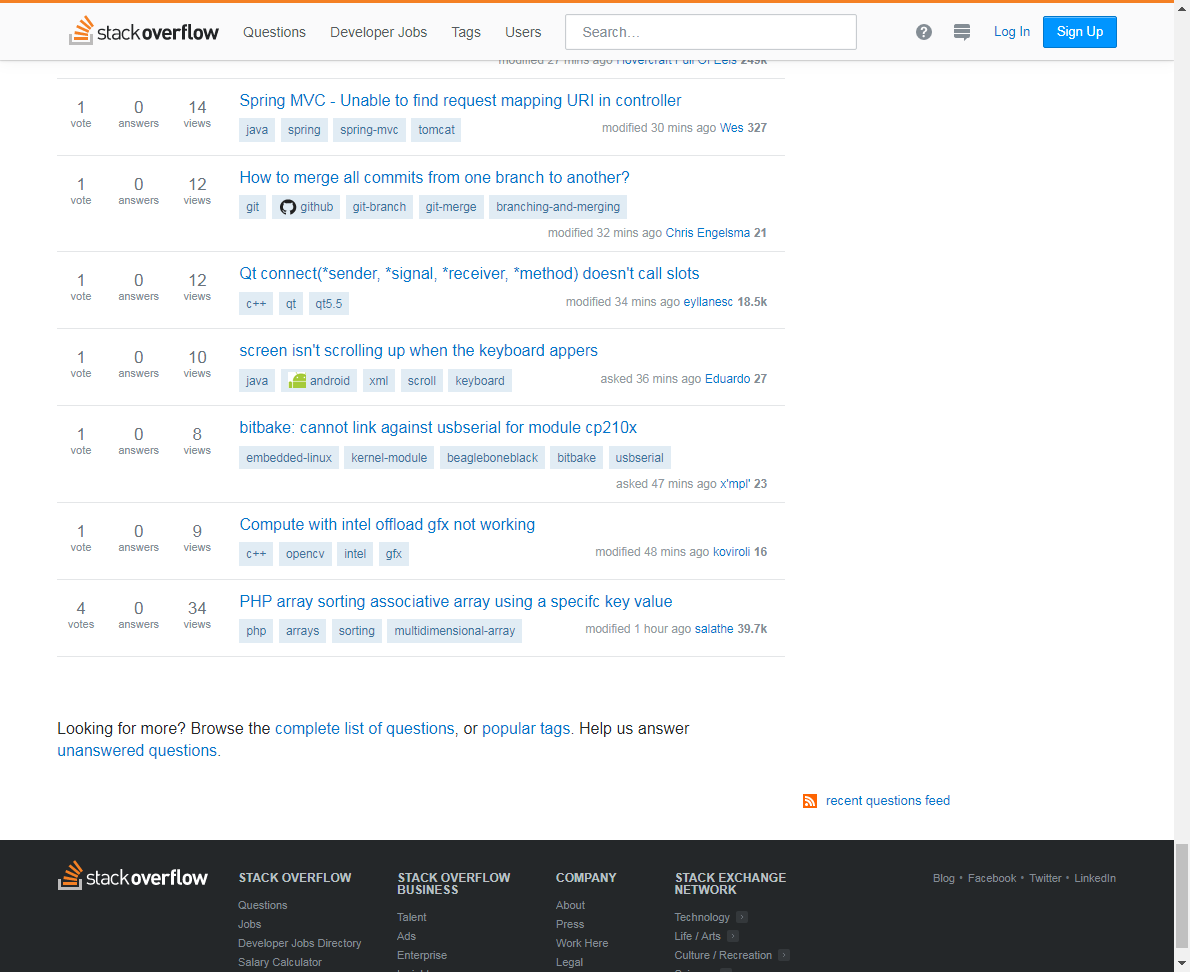 stackoverflow Questions Developer Jobs Tags Users Search... Log In Sign Up
modified 27 mins ago Hovercraft Full Of Eels 249k
1 vote 0 answers 14 views
Spring MVC - Unable to find request mapping URI in controller
java spring spring-mvc tomcat
modified 30 mins ago Wes 327
1 vote 0 answers 12 views
How to merge all commits from one branch to another?
git github git-branch git-merge branching-and-merging
modified 32 mins ago Chris Engelsma 21
1 vote 0 answers 12 views
Qt connect(*sender, *signal, *receiver, *method) doesn't call slots
c++ qt qt5.5
modified 34 mins ago eyllanesc 18.5k
1 vote 0 answers 10 views
screen isn't scrolling up when the keyboard appers
java android xml scroll keyboard
asked 36 mins ago Eduardo 27
1 vote 0 answers 8 views
bitbake: cannot link against usbserial for module cp210x
embedded-linux kernel-module beagleboneblack bitbake usbserial
asked 47 mins ago x'mpl' 23
1 vote 0 answers 9 views
Compute with intel offload gfx not working
c++ opencv intel gfx
modified 48 mins ago koviroli 16
4 votes 0 answers 34 views
PHP array sorting associative array using a specifc key value
php arrays sorting multidimensional-array
modified 1 hour ago salathe 39.7k
Looking for more? Browse the complete list of questions, or popular tags. Help us answer
unanswered questions.
recent questions feed
stackoverflow
STACK OVERFLOW
Questions
Jobs
Developer Jobs Directory
Salary Calculator
STACK OVERFLOW
BUSINESS
Talent
Ads
Enterprise
COMPANY
About
Press
Work Here
Legal
STACK EXCHANGE
NETWORK
Technology
Life / Arts
Culture / Recreation
Blog • Facebook • Twitter • LinkedIn